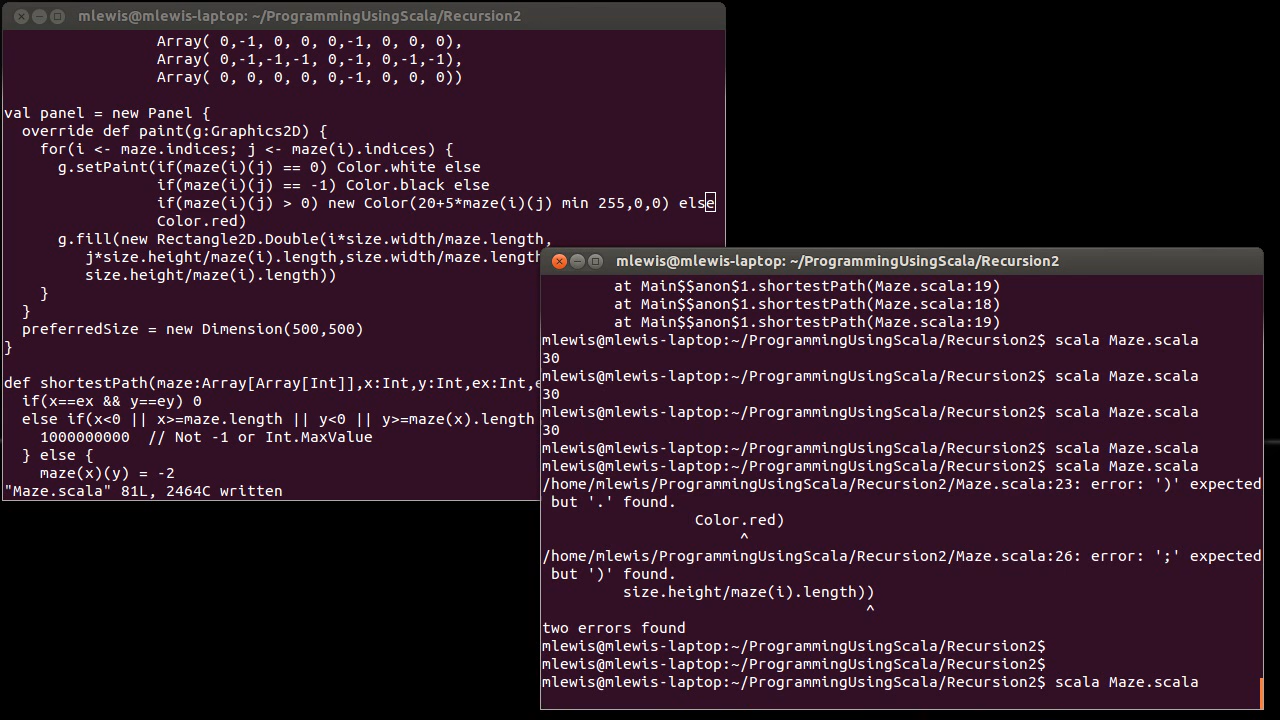 mlewis@mlewis-laptop: ~/ProgrammingUsingScala/Recursion2
Array( 0,-1, 0, 0, 0,-1, 0, 0, 0),
Array( 0,-1,-1,-1, 0,-1, 0,-1,-1),
Array( 0, 0, 0, 0, 0,-1, 0, 0, 0))
val panel = new Panel {
override def paint(g:Graphics2D) {
for(i <- maze.indices; j <- maze(i).indices) {
g.setPaint(if(maze(i)(j) == 0) Color.white else
if(maze(i)(j) == -1) Color.black else
if(maze(i)(j) > 0) new Color(20+5*maze(i)(j) min 255,0,0) else
Color.red)
g.fill(new Rectangle2D.Double(i*size.width/maze.length,
j*size.height/maze(i).length,size.width/maze.length
size.height/maze(i).length))
}
}
preferredSize = new Dimension(500,500)
}
def shortestPath(maze:Array[Array[Int]],x:Int,y:Int,ex:Int,e
if(x==ex && y==ey) 0
else if(x<0 || x>=maze.length || y<0 || y>=maze(x).length
1000000000  // Not -1 or Int.MaxValue
} else {
maze(x)(y) = -2
"Maze.scala" 81L, 2464C written
mlewis@mlewis-laptop: ~/ProgrammingUsingScala/Recursion2
at Main$$anon$1.shortestPath(Maze.scala:19)
at Main$$anon$1.shortestPath(Maze.scala:18)
at Main$$anon$1.shortestPath(Maze.scala:19)
mlewis@mlewis-laptop:~/ProgrammingUsingScala/Recursion2$ scala Maze.scala
30
mlewis@mlewis-laptop:~/ProgrammingUsingScala/Recursion2$ scala Maze.scala
30
mlewis@mlewis-laptop:~/ProgrammingUsingScala/Recursion2$ scala Maze.scala
30
mlewis@mlewis-laptop:~/ProgrammingUsingScala/Recursion2$ scala Maze.scala
mlewis@mlewis-laptop:~/ProgrammingUsingScala/Recursion2$ scala Maze.scala
/home/mlewis/ProgrammingUsingScala/Recursion2/Maze.scala:23: error: ')' expected
but '.' found.
Color.red)
^
/home/mlewis/ProgrammingUsingScala/Recursion2/Maze.scala:26: error: ';' expected
but ')' found.
size.height/maze(i).length))
^
two errors found
mlewis@mlewis-laptop:~/ProgrammingUsingScala/Recursion2$
mlewis@mlewis-laptop:~/ProgrammingUsingScala/Recursion2$
mlewis@mlewis-laptop:~/ProgrammingUsingScala/Recursion2$ scala Maze.scala